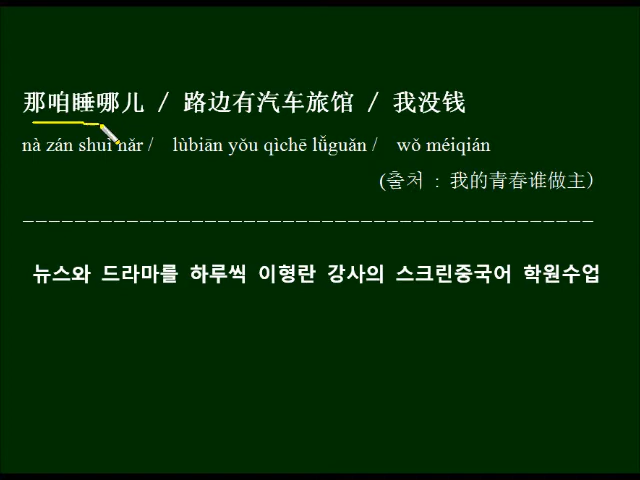 那咱睡哪儿 / 路边有汽车旅馆 / 我没钱
nà zán shuì nǎr / lùbiān yǒu qìchē lǚguǎn / wǒ méiqián
(출처 : 我的青春谁做主)
뉴스와 드라마를 하루씩 이형란 강사의 스크린중국어 학원수업